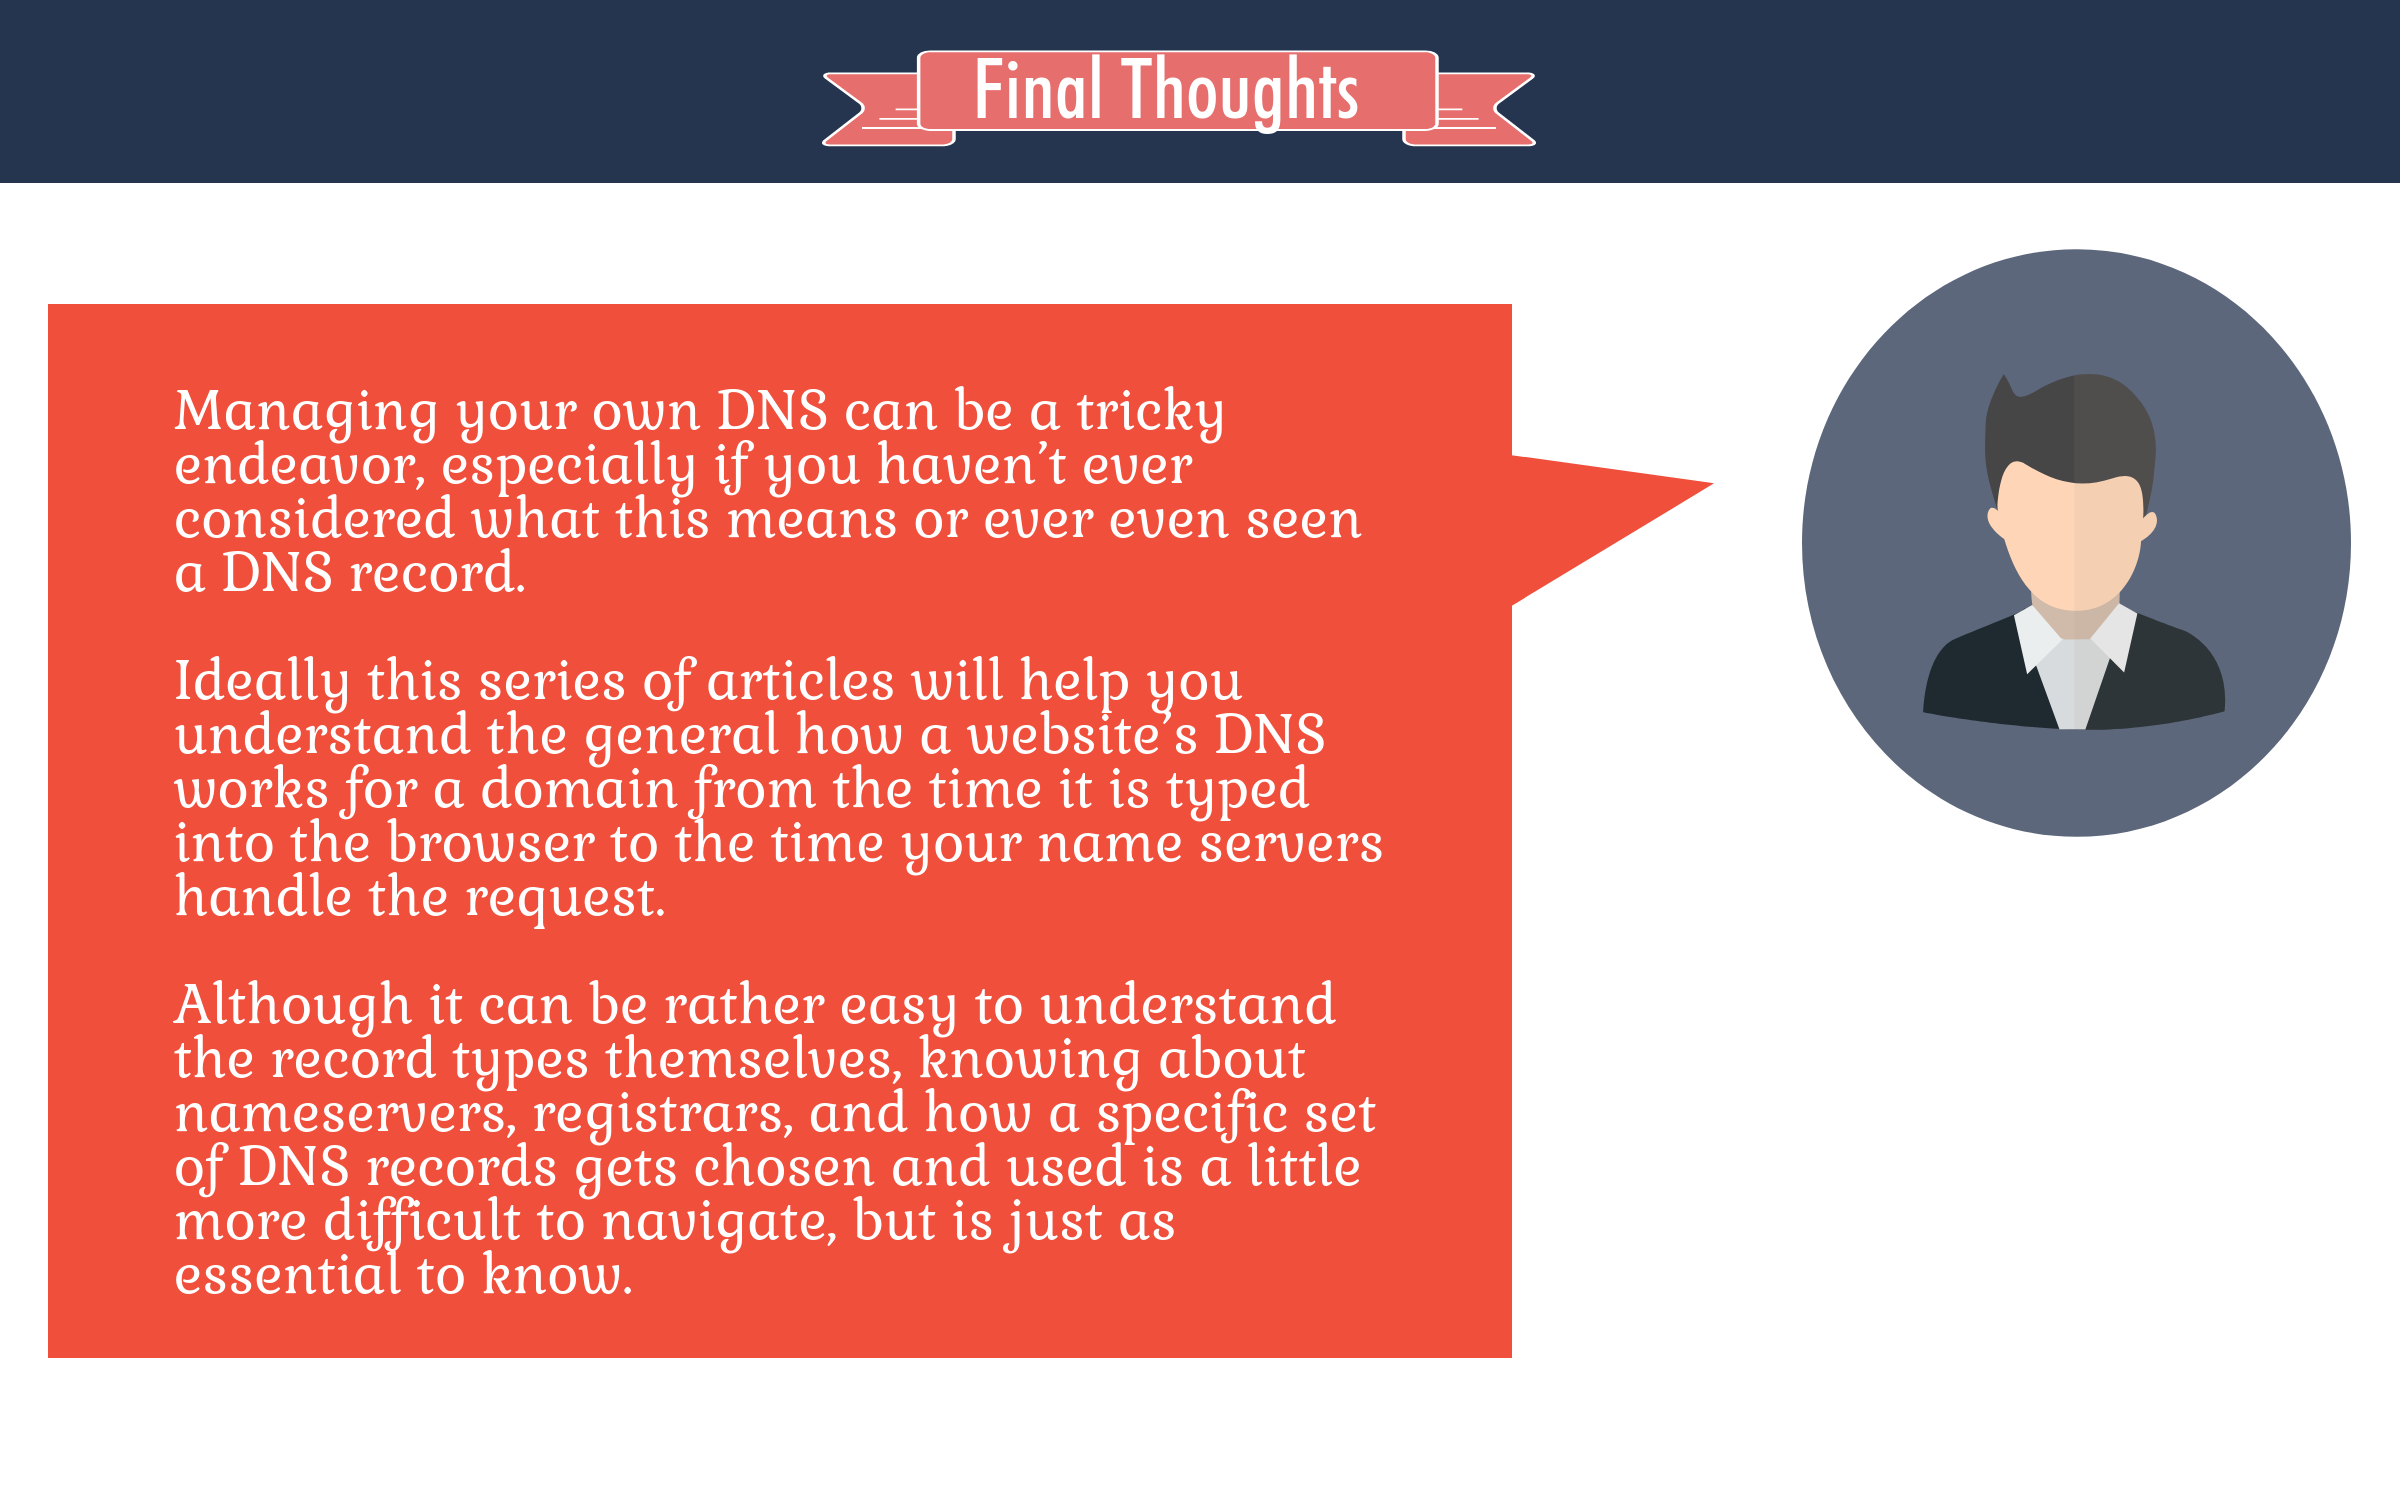 Final Thoughts
Managing your own DNS can be a tricky
endeavor, especially if you haven’t ever
considered what this means or ever even seen
a DNS record.
Ideally this series of articles will help you
understand the general how a website’s DNS
works for a domain from the time it is typed
into the browser to the time your name servers
handle the request.
Although it can be rather easy to understand
the record types themselves, knowing about
nameservers, registrars, and how a specific set
of DNS records gets chosen and used is a little
more difficult to navigate, but is just as
essential to know.